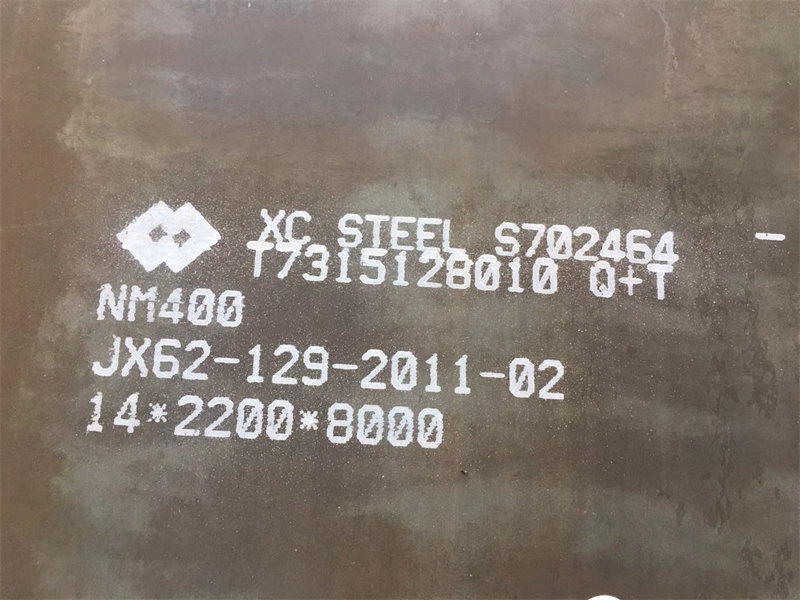 XC STEEL S702464 -
T7315128010 Q+T
NM400
JX62-129-2011-02
14*2200*8000